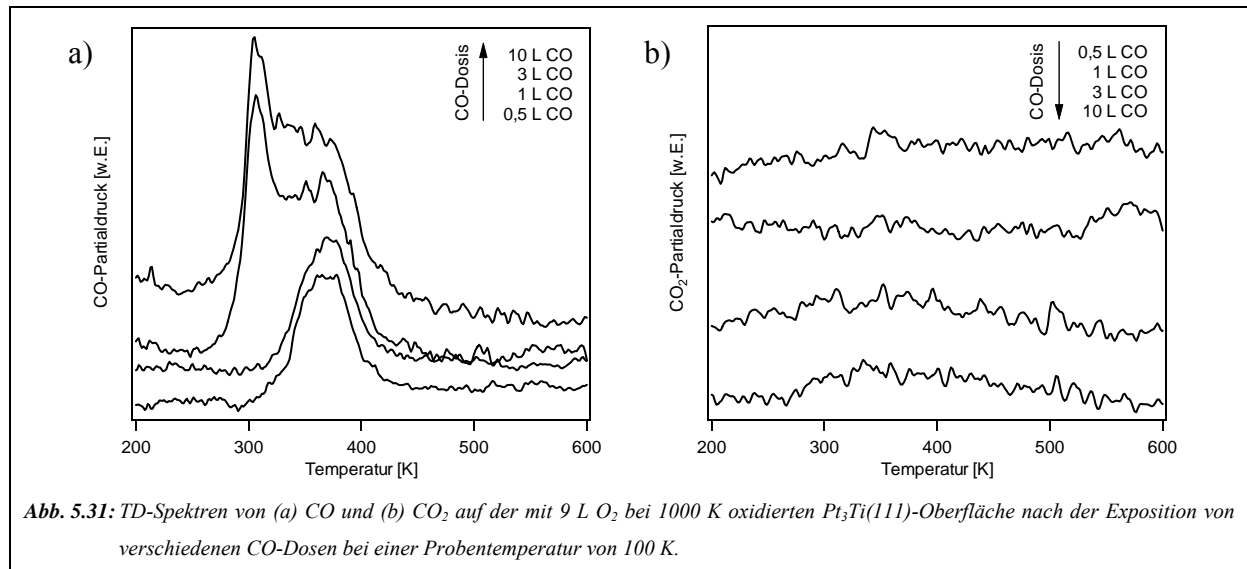 a)
CO-Partialdruck [w.E.]
CO-Dosis
10 L CO
3 L CO
1 L CO
0,5 L CO
200
300
400
500
600
Temperatur [K]
b)
CO₂-Partialdruck [w.E.]
CO-Dosis
0,5 L CO
1 L CO
3 L CO
10 L CO
200
300
400
500
600
Temperatur [K]
Abb. 5.31: TD-Spektren von (a) CO und (b) CO₂ auf der mit 9 L O₂ bei 1000 K oxidierten Pt₃Ti(111)-Oberfläche nach der Exposition von
verschiedenen CO-Dosen bei einer Probentemperatur von 100 K.